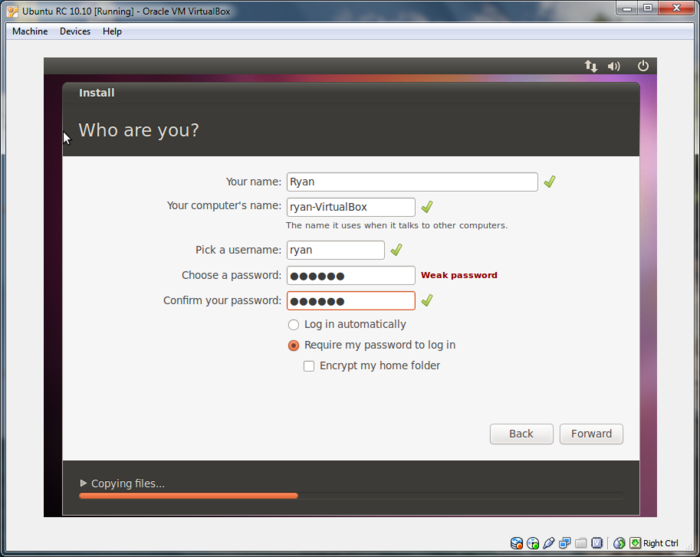 Ubuntu RC 10.10 [Running] - Oracle VM VirtualBox
Machine Devices Help
Install
Who are you?
Your name: Ryan
Your computer's name: ryan-VirtualBox
The name it uses when it talks to other computers.
Pick a username: ryan
Choose a password: ●●●●●● Weak password
Confirm your password: ●●●●●●
Log in automatically
Require my password to log in
Encrypt my home folder
Back Forward
Copying files...
Right Ctrl